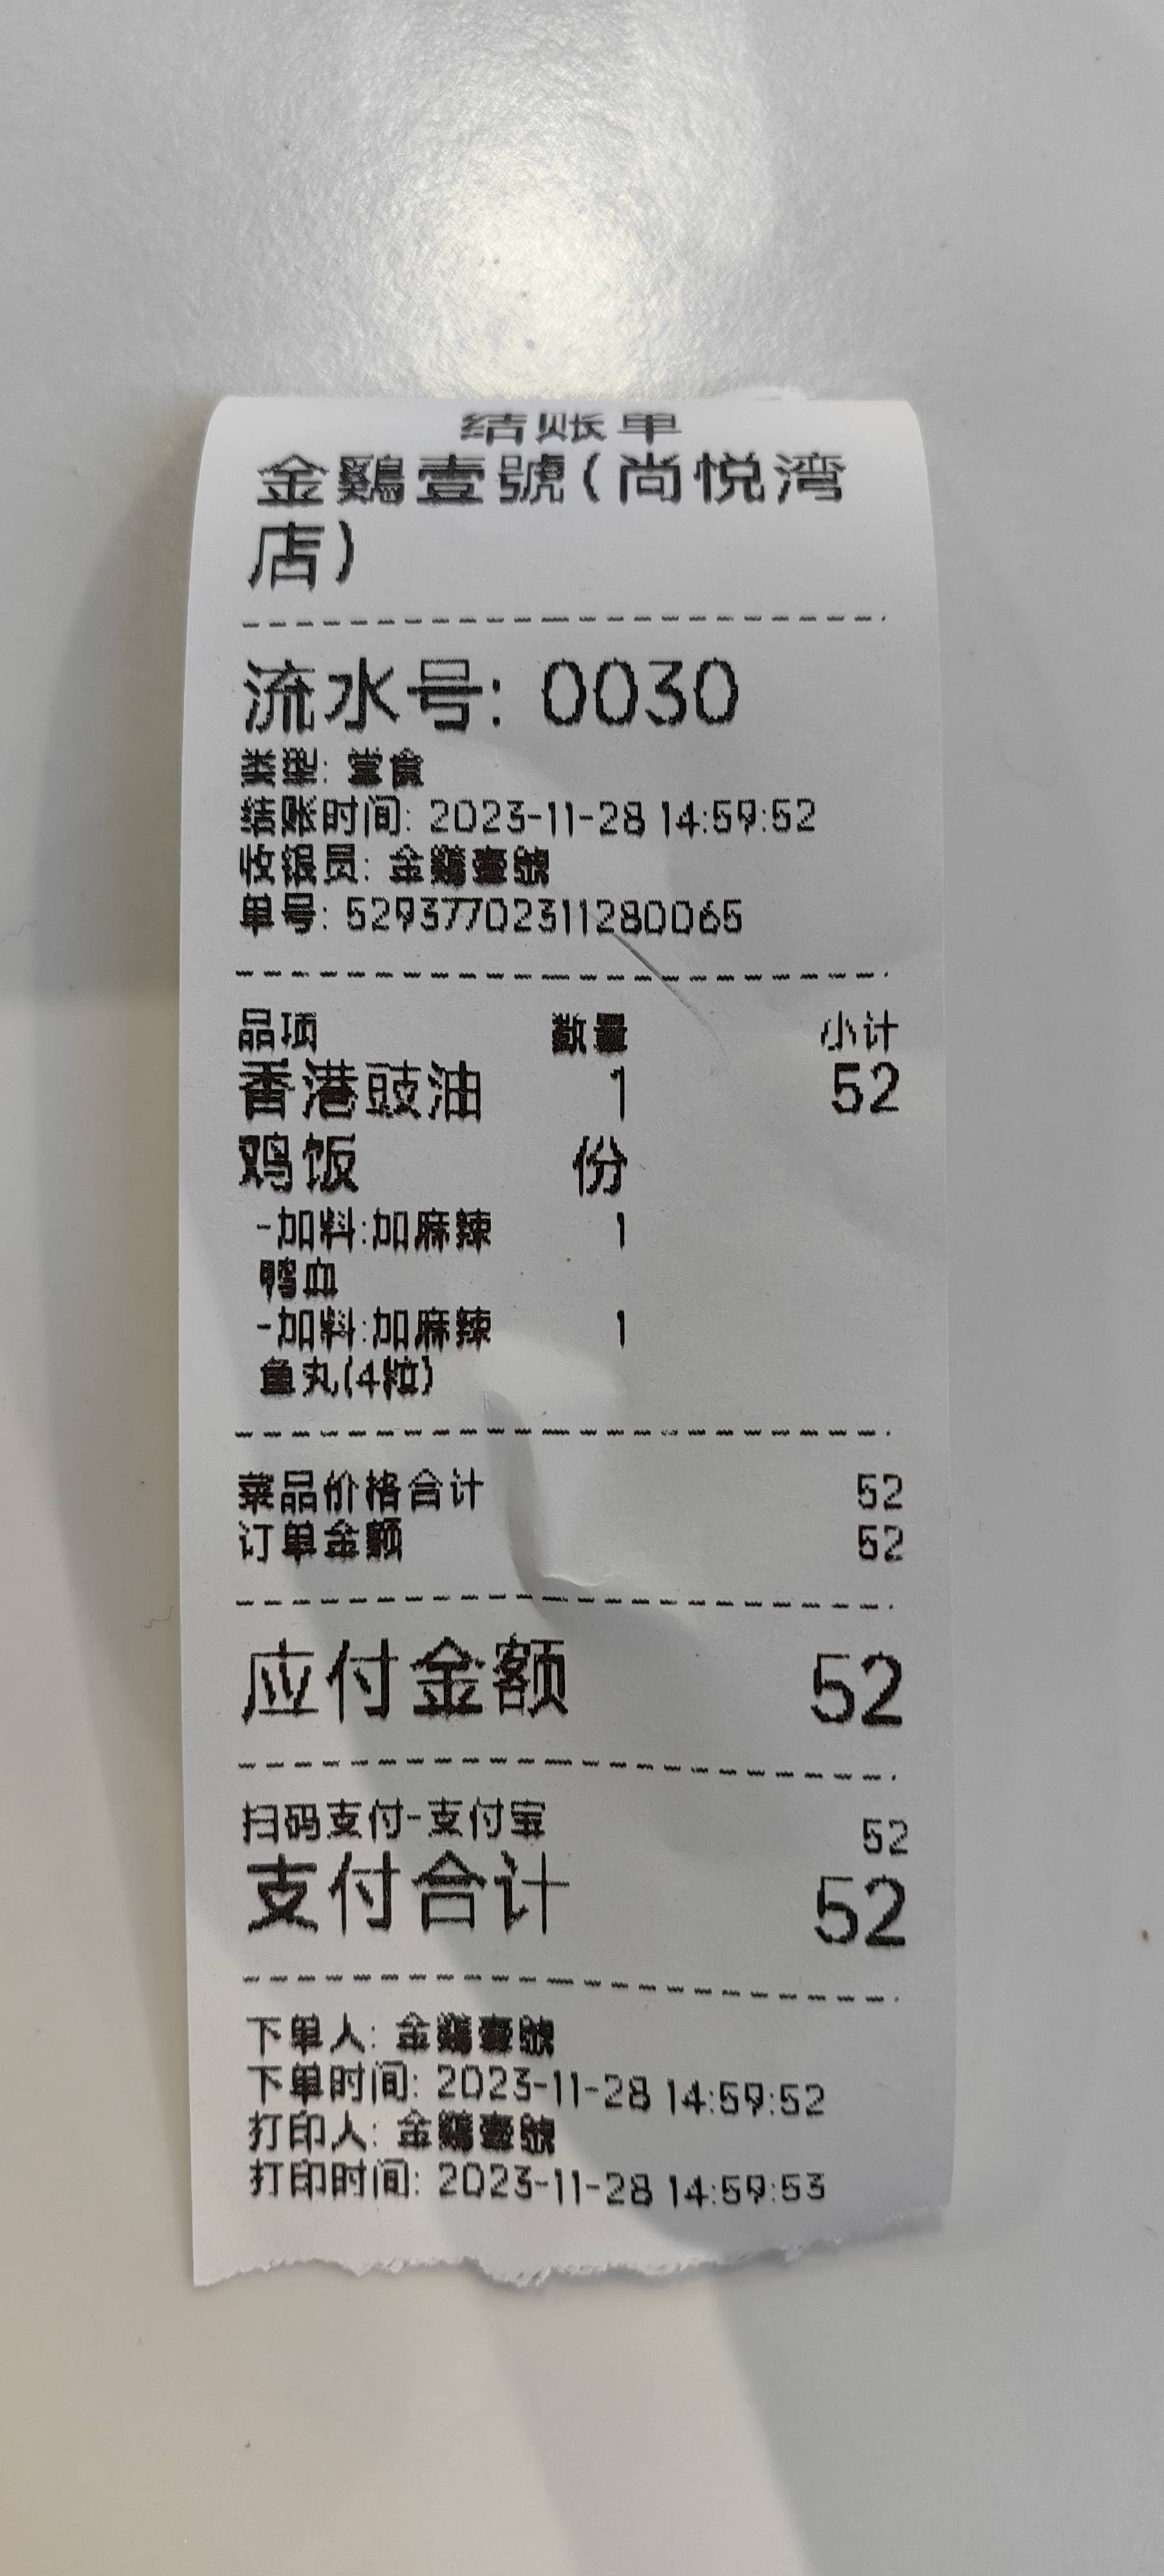 结账单
金鷄壹號(尚悦湾
店)
流水号: 0030
类型: 堂食
结账时间: 2023-11-28 14:59:52
收银员: 金鷄壹號
单号: 52937702311280065
品项 数量 小计
香港豉油 1 52
鸡饭 份
-加料:加麻辣 1
鸭血
-加料:加麻辣 1
鱼丸(4粒)
菜品价格合计 52
订单金额 52
应付金额 52
扫码支付-支付宝 52
支付合计 52
下单人: 金鷄壹號
下单时间: 2023-11-28 14:59:52
打印人: 金鷄壹號
打印时间: 2023-11-28 14:59:53